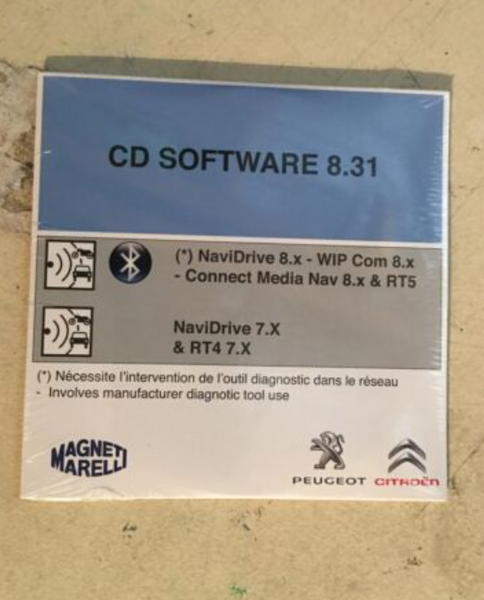 CD SOFTWARE 8.31
(*) NaviDrive 8.x - WIP Com 8.x
- Connect Media Nav 8.x & RT5
NaviDrive 7.X
& RT4 7.X
(*) Nécessite l'intervention de l'outil diagnostic dans le réseau
- Involves manufacturer diagnotic tool use
MAGNETI
MARELLI
PEUGEOT CITROËN